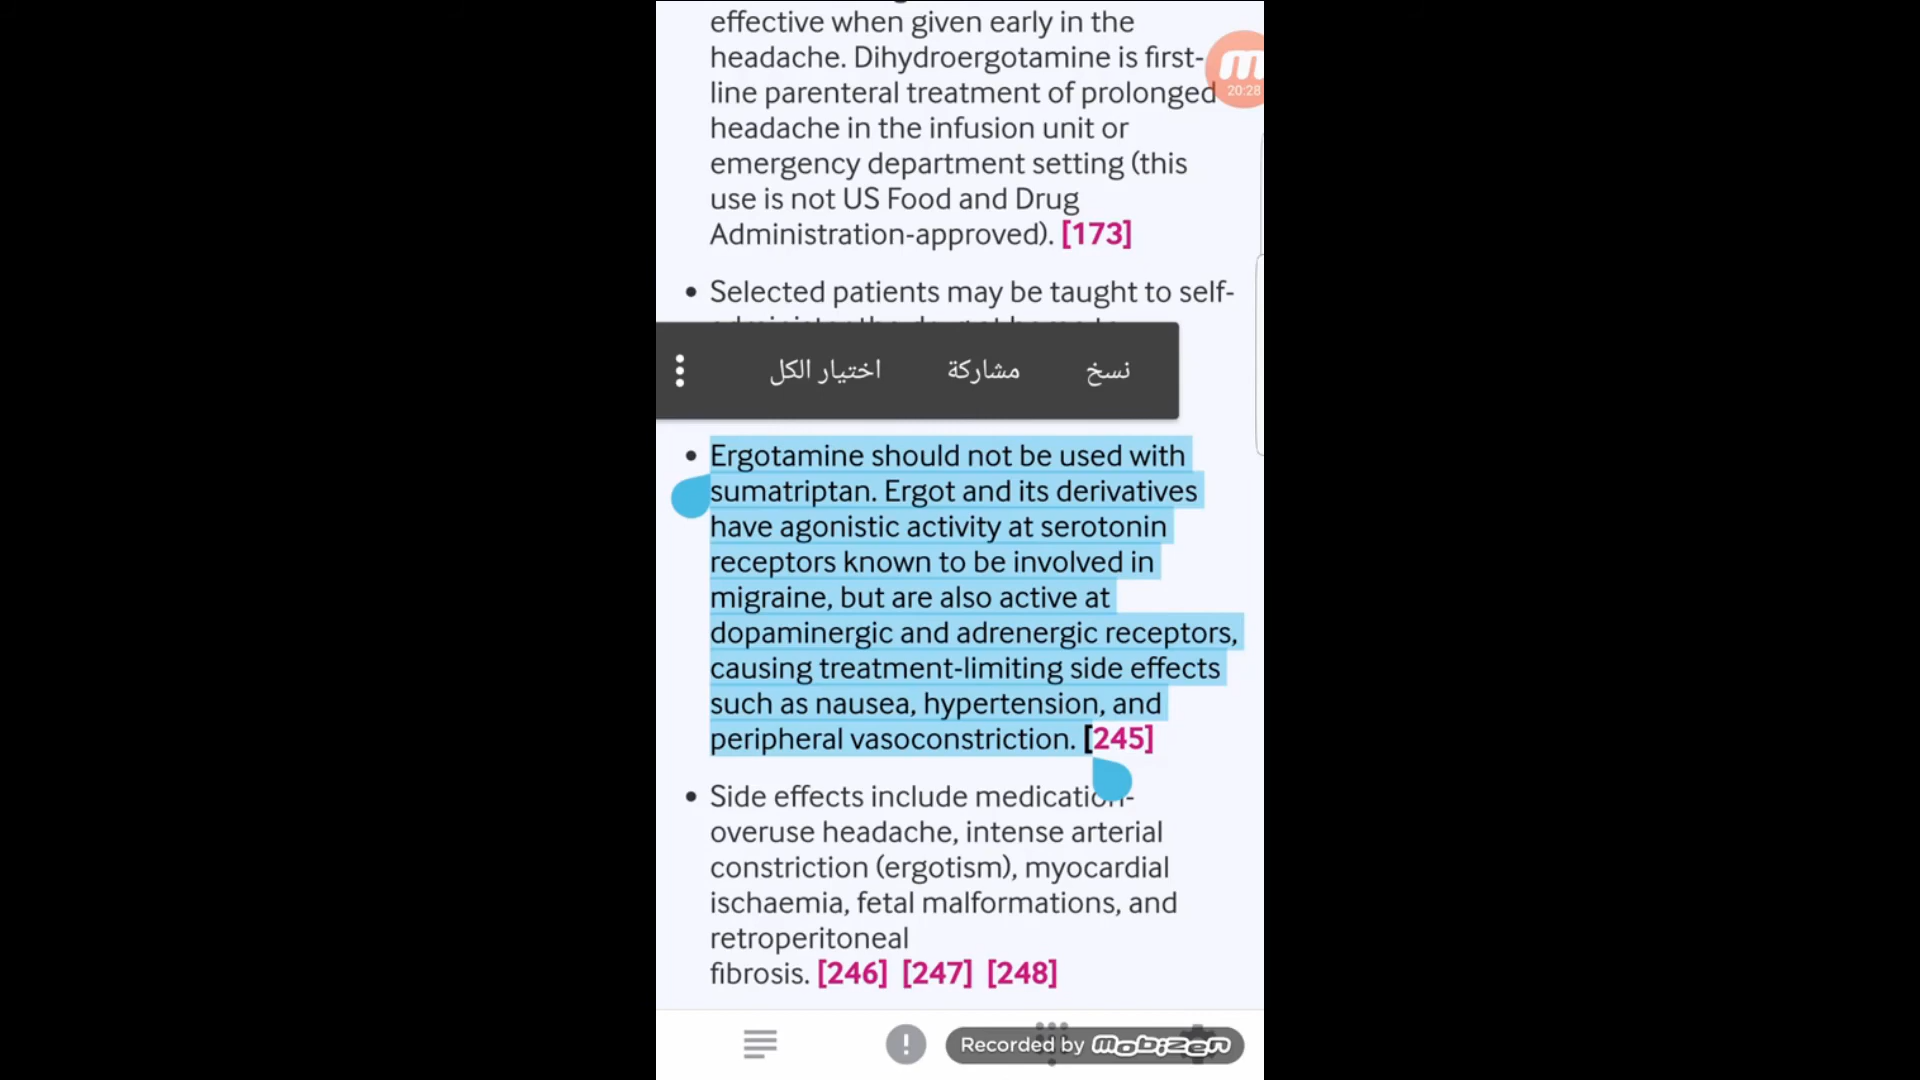 effective when given early in the
headache. Dihydroergotamine is first-
line parenteral treatment of prolonged
headache in the infusion unit or
emergency department setting (this
use is not US Food and Drug
Administration-approved). [173]
20:28
• Selected patients may be taught to self-
نسخ مشاركة اختيار الكل
• Ergotamine should not be used with
sumatriptan. Ergot and its derivatives
have agonistic activity at serotonin
receptors known to be involved in
migraine, but are also active at
dopaminergic and adrenergic receptors,
causing treatment-limiting side effects
such as nausea, hypertension, and
peripheral vasoconstriction. [245]
• Side effects include medication-
overuse headache, intense arterial
constriction (ergotism), myocardial
ischaemia, fetal malformations, and
retroperitoneal
fibrosis. [246] [247] [248]
Recorded by mobizen